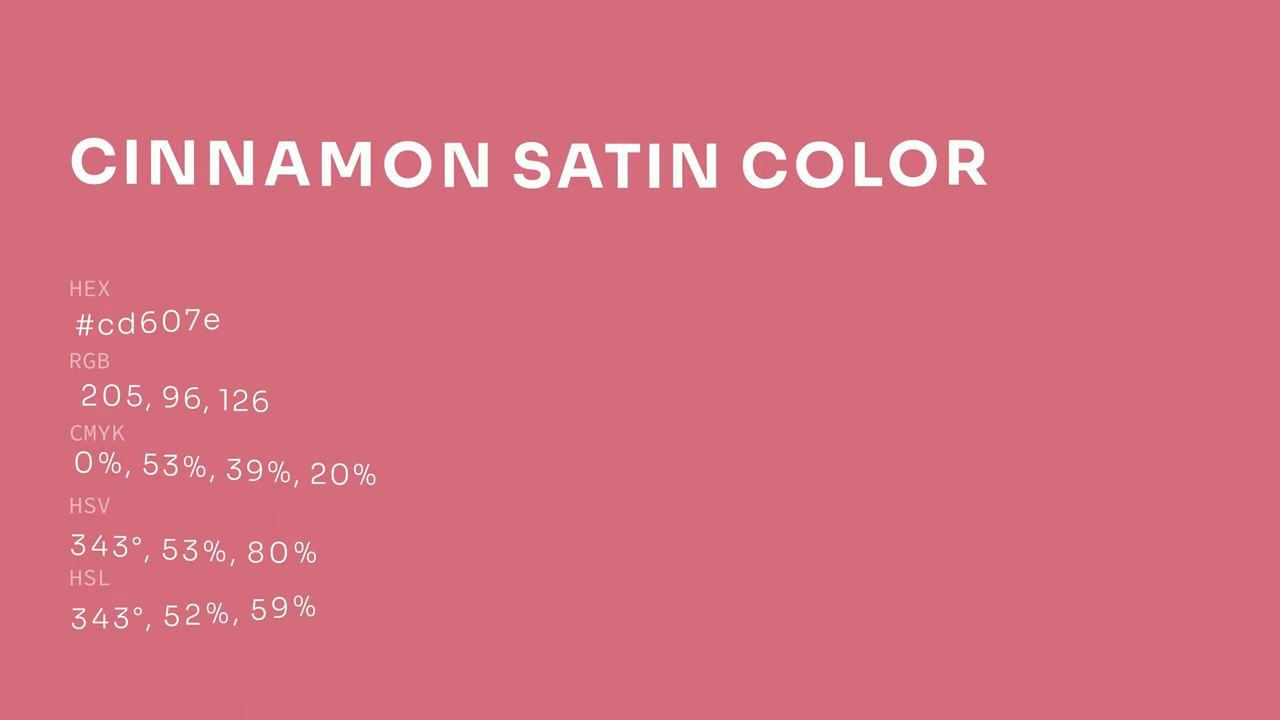 CINNAMON SATIN COLOR
HEX
#cd607e
RGB
205, 96, 126
CMYK
0%, 53%, 39%, 20%
HSV
343°, 53%, 80%
HSL
343°, 52%, 59%